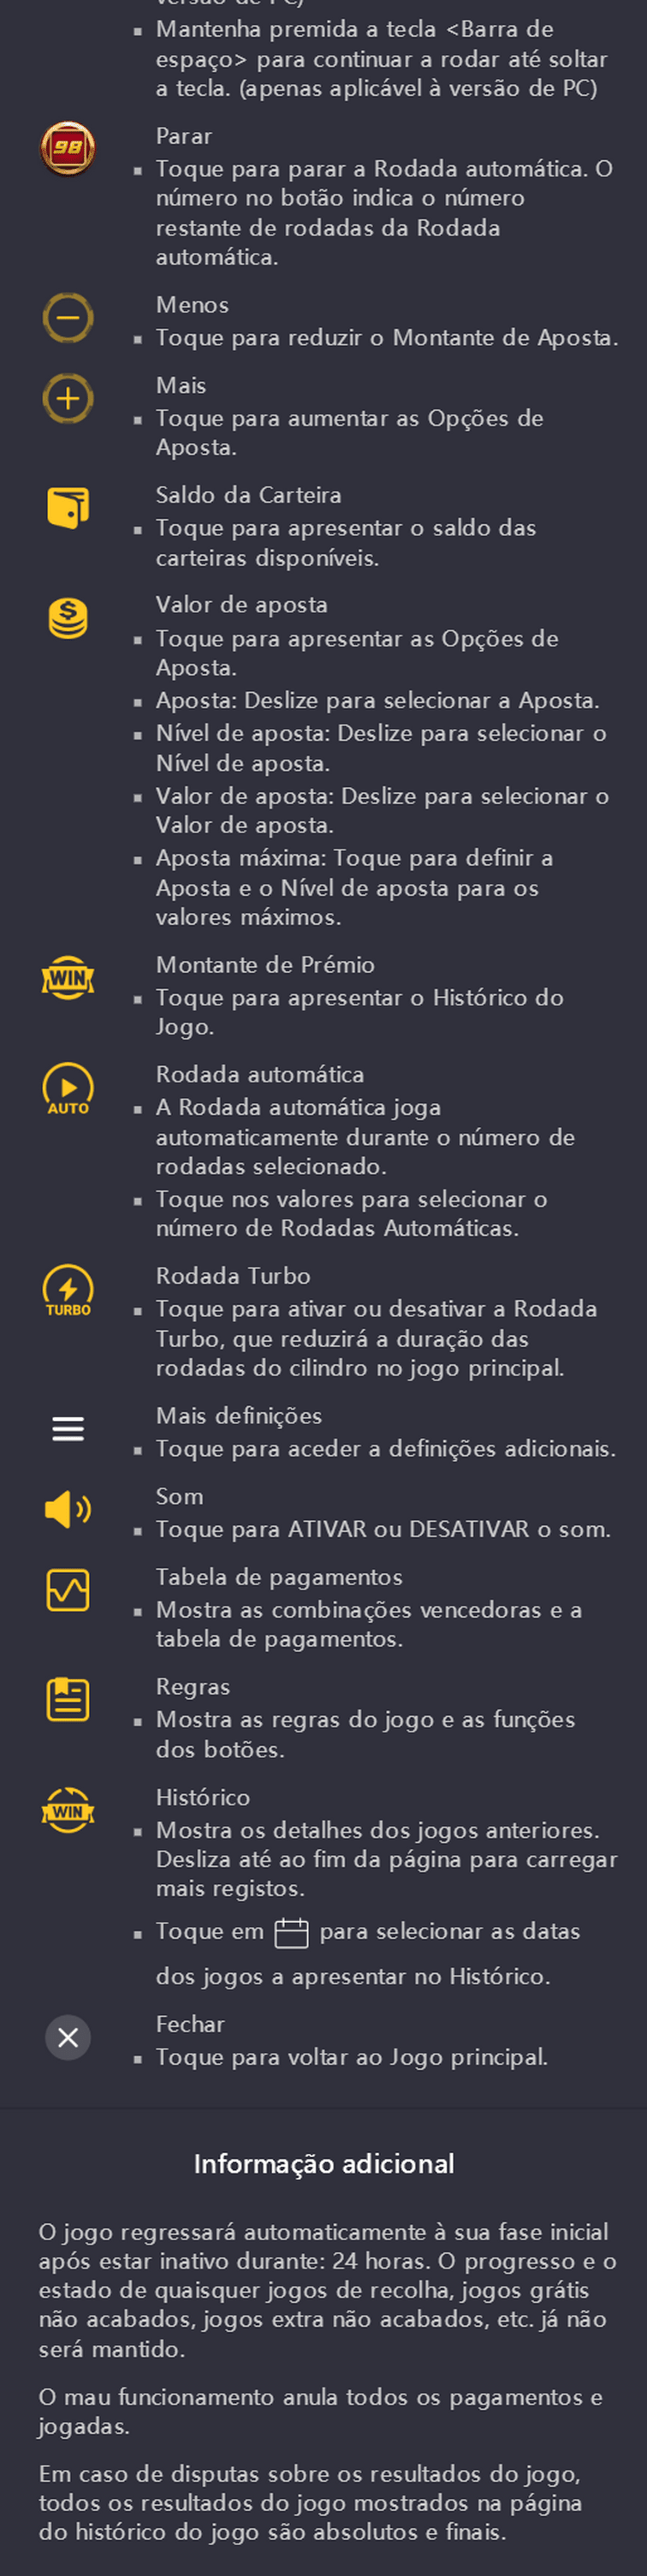 versão de PC)
Mantenha premida a tecla <Barra de
espaço> para continuar a rodar até soltar
a tecla. (apenas aplicável à versão de PC)
98
Parar
Toque para parar a Rodada automática. O
número no botão indica o número
restante de rodadas da Rodada
automática.
Menos
Toque para reduzir o Montante de Aposta.
Mais
Toque para aumentar as Opções de
Aposta.
Saldo da Carteira
Toque para apresentar o saldo das
carteiras disponíveis.
$
Valor de aposta
Toque para apresentar as Opções de
Aposta.
Aposta: Deslize para selecionar a Aposta.
Nível de aposta: Deslize para selecionar o
Nível de aposta.
Valor de aposta: Deslize para selecionar o
Valor de aposta.
Aposta máxima: Toque para definir a
Aposta e o Nível de aposta para os
valores máximos.
WIN
Montante de Prémio
Toque para apresentar o Histórico do
Jogo.
AUTO
Rodada automática
A Rodada automática joga
automaticamente durante o número de
rodadas selecionado.
Toque nos valores para selecionar o
número de Rodadas Automáticas.
TURBO
Rodada Turbo
Toque para ativar ou desativar a Rodada
Turbo, que reduzirá a duração das
rodadas do cilindro no jogo principal.
Mais definições
Toque para aceder a definições adicionais.
Som
Toque para ATIVAR ou DESATIVAR o som.
Tabela de pagamentos
Mostra as combinações vencedoras e a
tabela de pagamentos.
Regras
Mostra as regras do jogo e as funções
dos botões.
WIN
Histórico
Mostra os detalhes dos jogos anteriores.
Desliza até ao fim da página para carregar
mais registos.
Toque em para selecionar as datas
dos jogos a apresentar no Histórico.
Fechar
Toque para voltar ao Jogo principal.
Informação adicional
O jogo regressará automaticamente à sua fase inicial
após estar inativo durante: 24 horas. O progresso e o
estado de quaisquer jogos de recolha, jogos grátis
não acabados, jogos extra não acabados, etc. já não
será mantido.
O mau funcionamento anula todos os pagamentos e
jogadas.
Em caso de disputas sobre os resultados do jogo,
todos os resultados do jogo mostrados na página
do histórico do jogo são absolutos e finais.